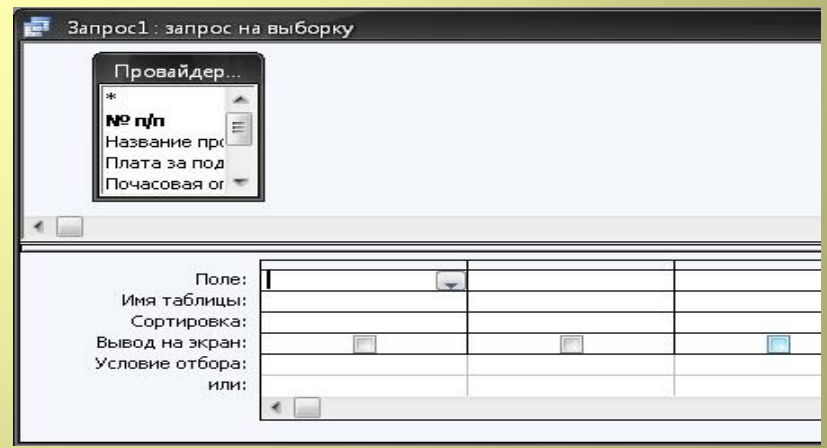 Запрос1 : запрос на выборку
Провайдер...
*
№ п/п
Название про
Плата за под
Почасовая оп
Поле:
Имя таблицы:
Сортировка:
Вывод на экран:
Условие отбора:
или: